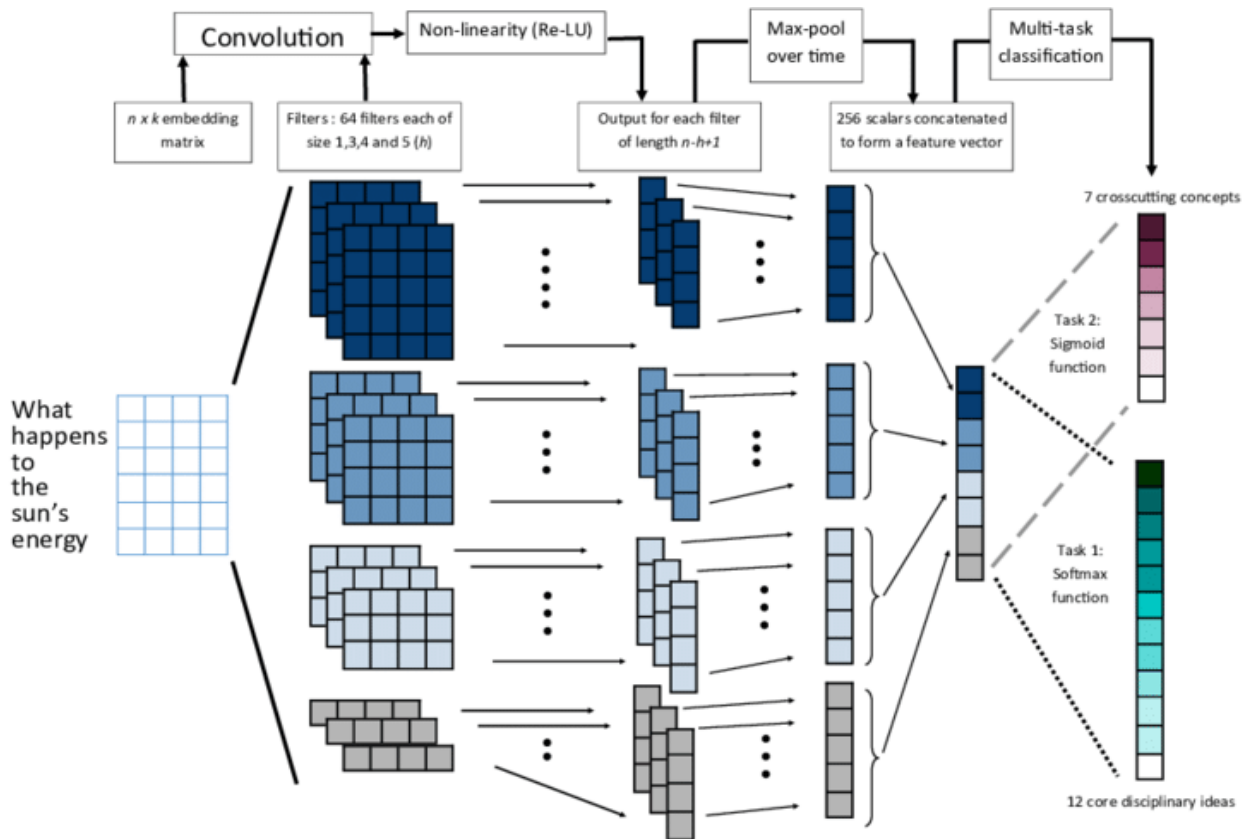 Convolution
Non-linearity (Re-LU)
Max-pool
over time
Multi-task
classification
n x k embedding
matrix
Filters : 64 filters each of
size 1,3,4 and 5 (h)
Output for each filter
of length n-h+1
256 scalars concatenated
to form a feature vector
7 crosscutting concepts
Task 2:
Sigmoid
function
What
happens
to
the
sun's
energy
Task 1:
Softmax
function
12 core disciplinary ideas